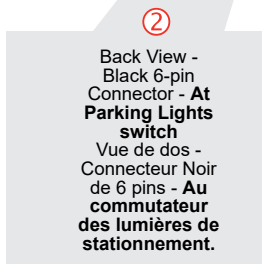 ②
Back View -
Black 6-pin
Connector - At
Parking Lights
switch
Vue de dos -
Connecteur Noir
de 6 pins - Au
commutateur
des lumières de
stationnement.